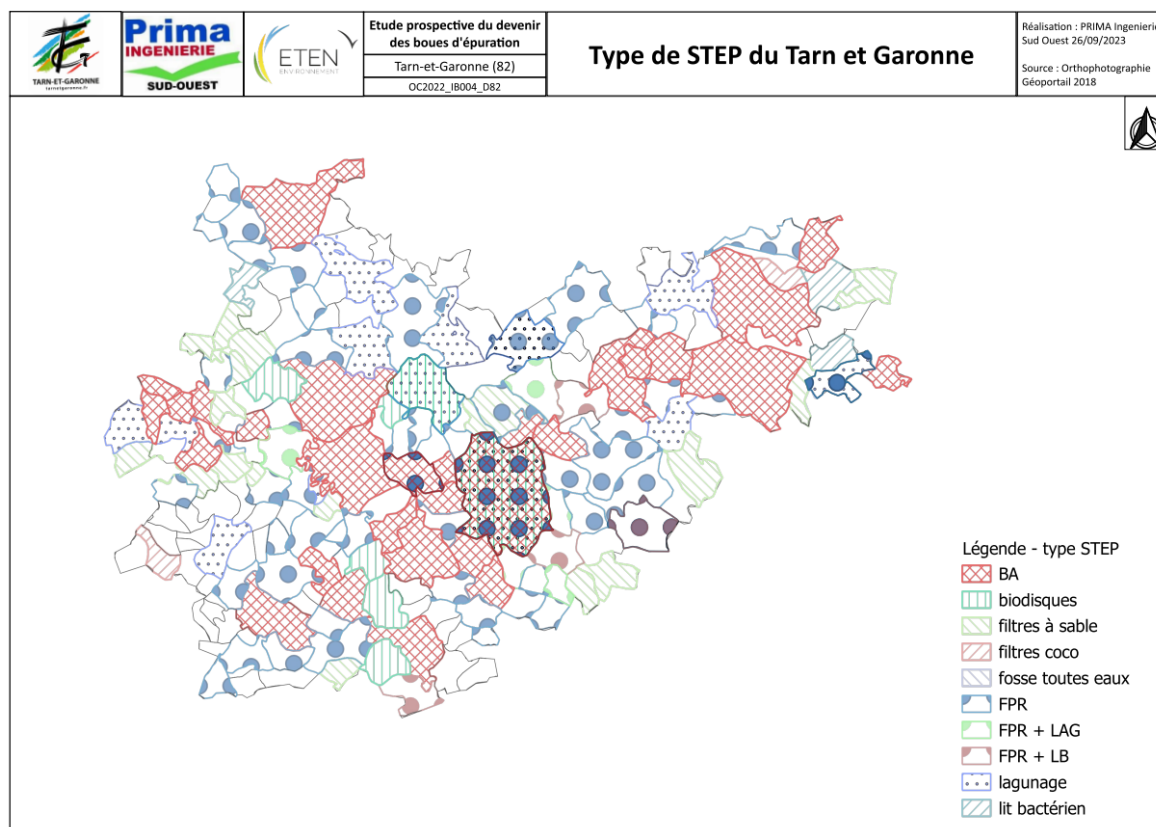 TARN-ET-GARONNE
tarnetgaronne.fr
Prima
INGENIERIE
SUD-OUEST
ETEN
ENVIRONNEMENT
Etude prospective du devenir
des boues d'épuration
Tarn-et-Garonne (82)
OC2022_IB004_D82
Type de STEP du Tarn et Garonne
Réalisation : PRIMA Ingenierie
Sud Ouest 26/09/2023
Source : Orthophotographie
Géoportail 2018
Légende - type STEP
BA
biodisques
filtres à sable
filtres coco
fosse toutes eaux
FPR
FPR + LAG
FPR + LB
lagunage
lit bactérien